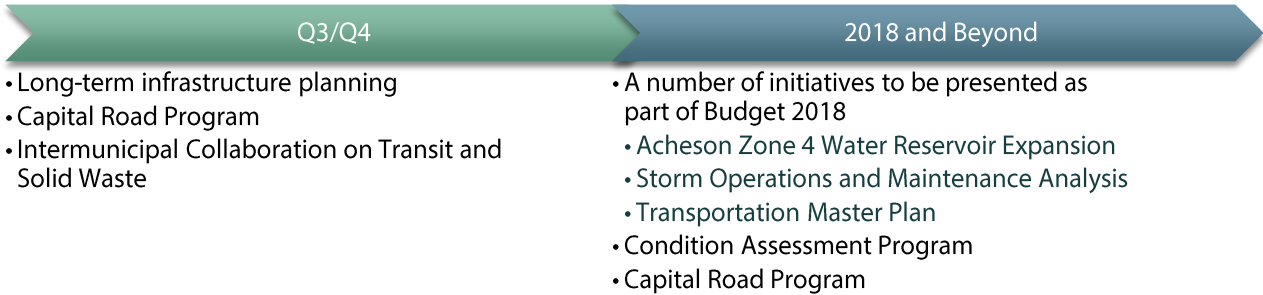 Q3/Q4
• Long-term infrastructure planning
• Capital Road Program
• Intermunicipal Collaboration on Transit and
Solid Waste
2018 and Beyond
• A number of initiatives to be presented as
part of Budget 2018
• Acheson Zone 4 Water Reservoir Expansion
• Storm Operations and Maintenance Analysis
• Transportation Master Plan
• Condition Assessment Program
• Capital Road Program